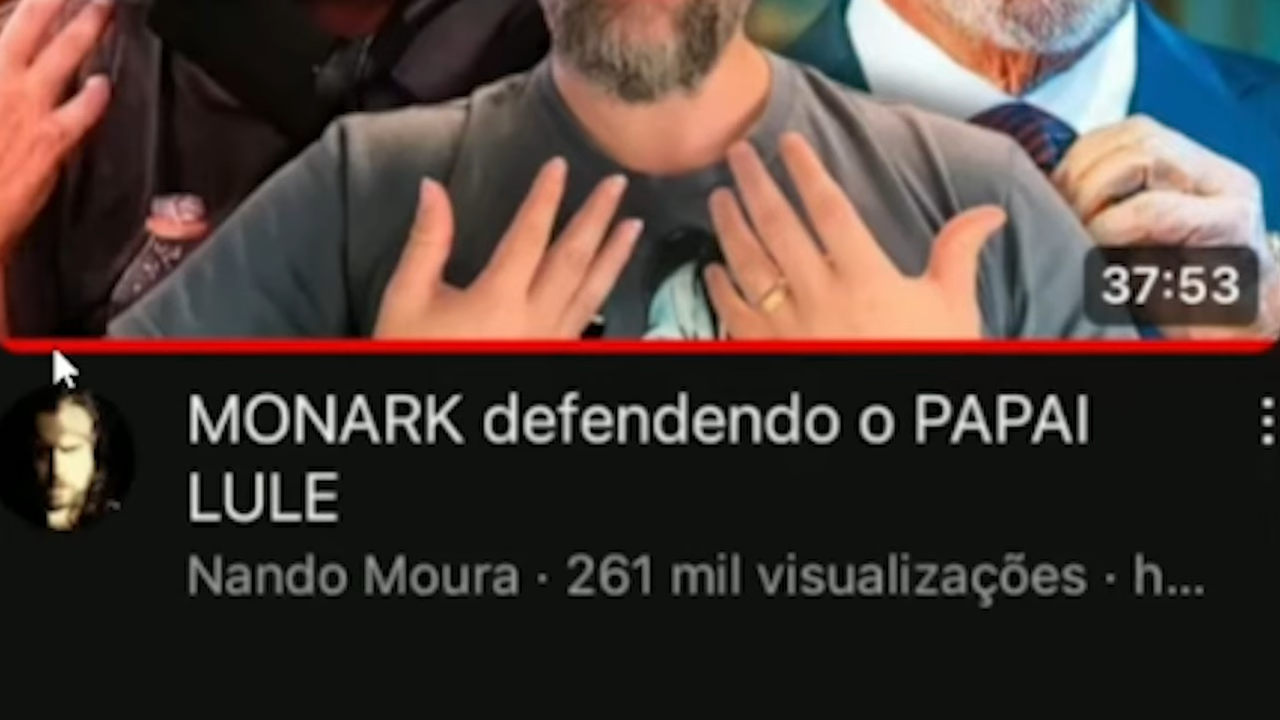 37:53
MONARK defendendo o PAPAI
LULE
Nando Moura · 261 mil visualizações · h...